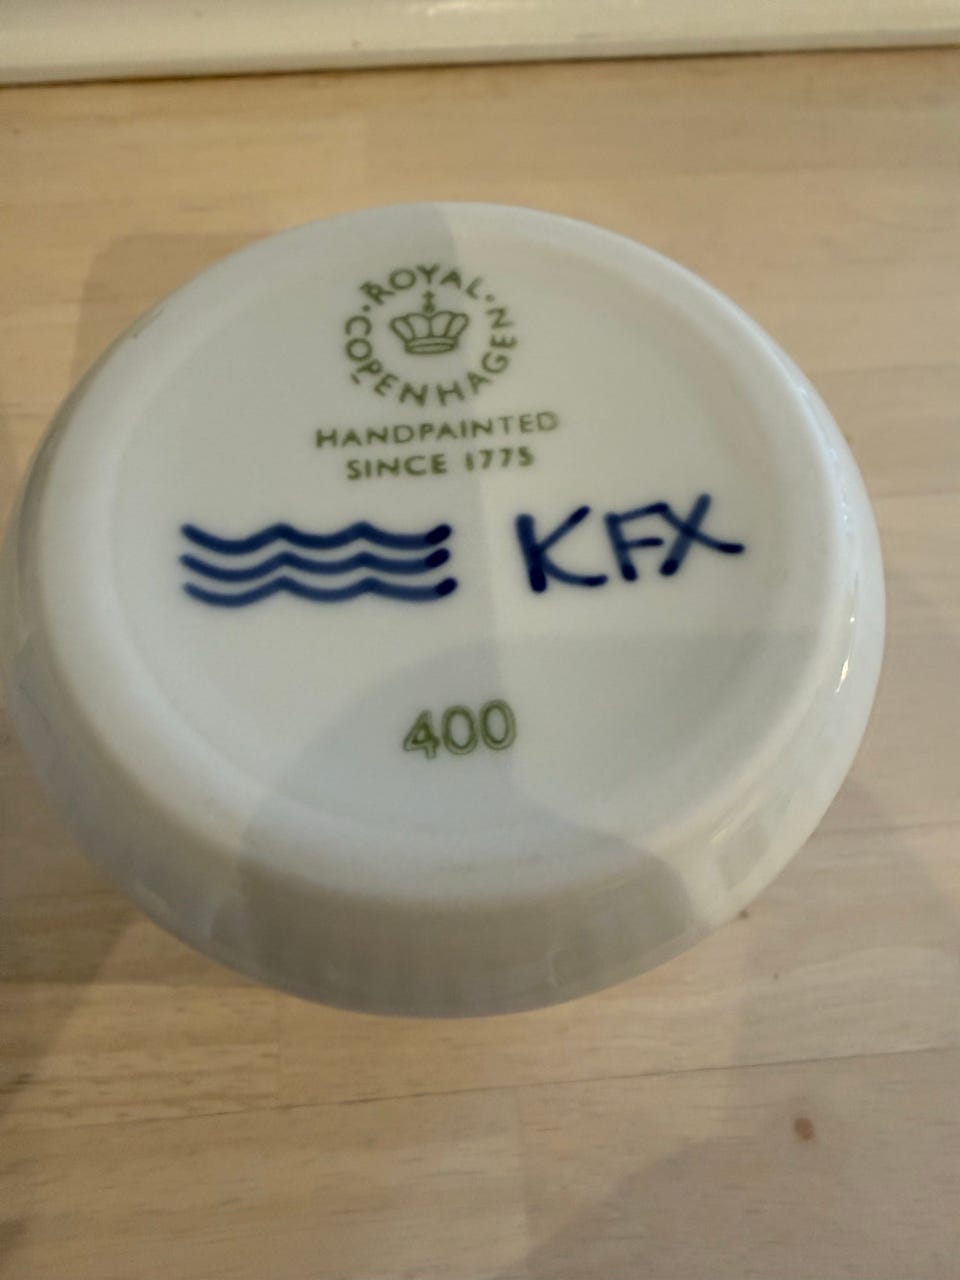 ROYAL · COPENHAGEN ·
HANDPAINTED
SINCE 1775
KFX
400